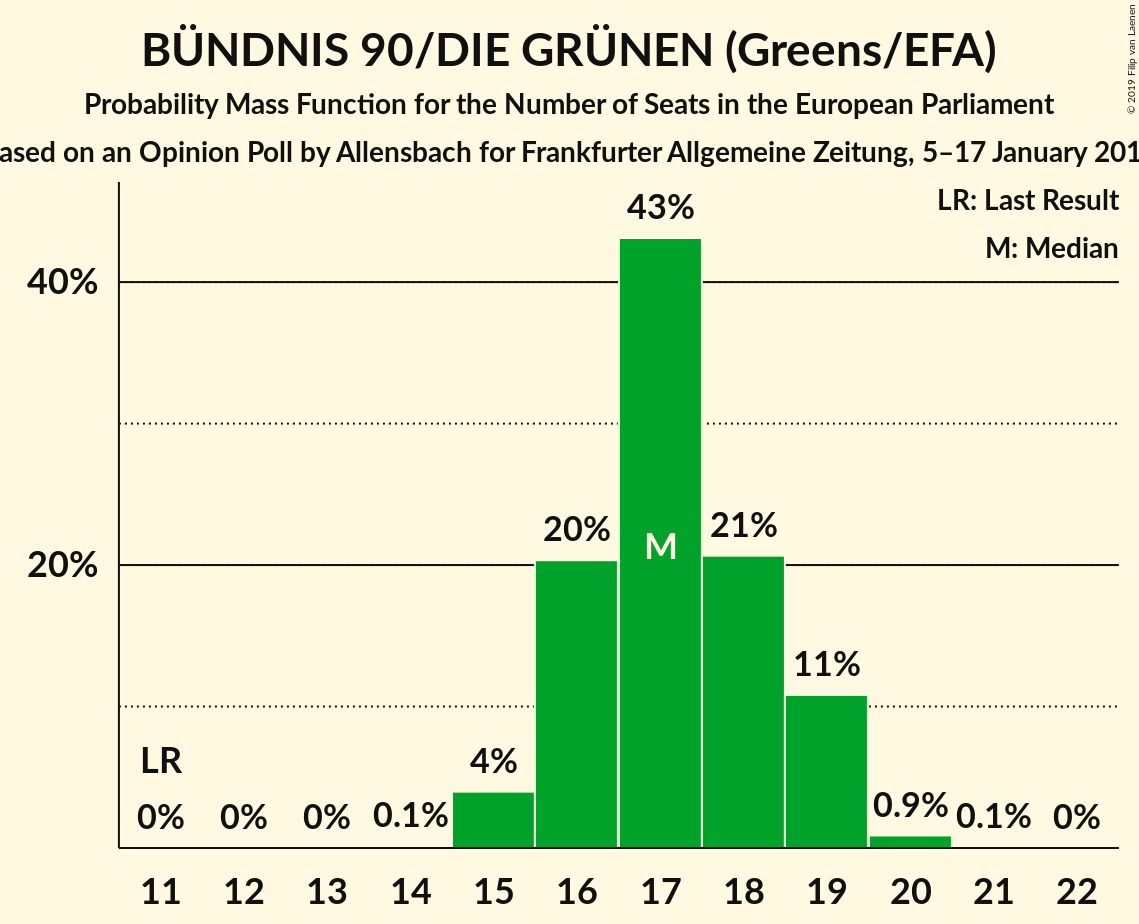 BÜNDNIS 90/DIE GRÜNEN (Greens/EFA)
Probability Mass Function for the Number of Seats in the European Parliament
ased on an Opinion Poll by Allensbach for Frankfurter Allgemeine Zeitung, 5–17 January 201
© 2019 Filip van Laenen
LR: Last Result
M: Median
43%
40%
20%
21%
M
20%
11%
LR
4%
0% 0% 0% 0.1% 0.9% 0.1% 0%
11 12 13 14 15 16 17 18 19 20 21 22